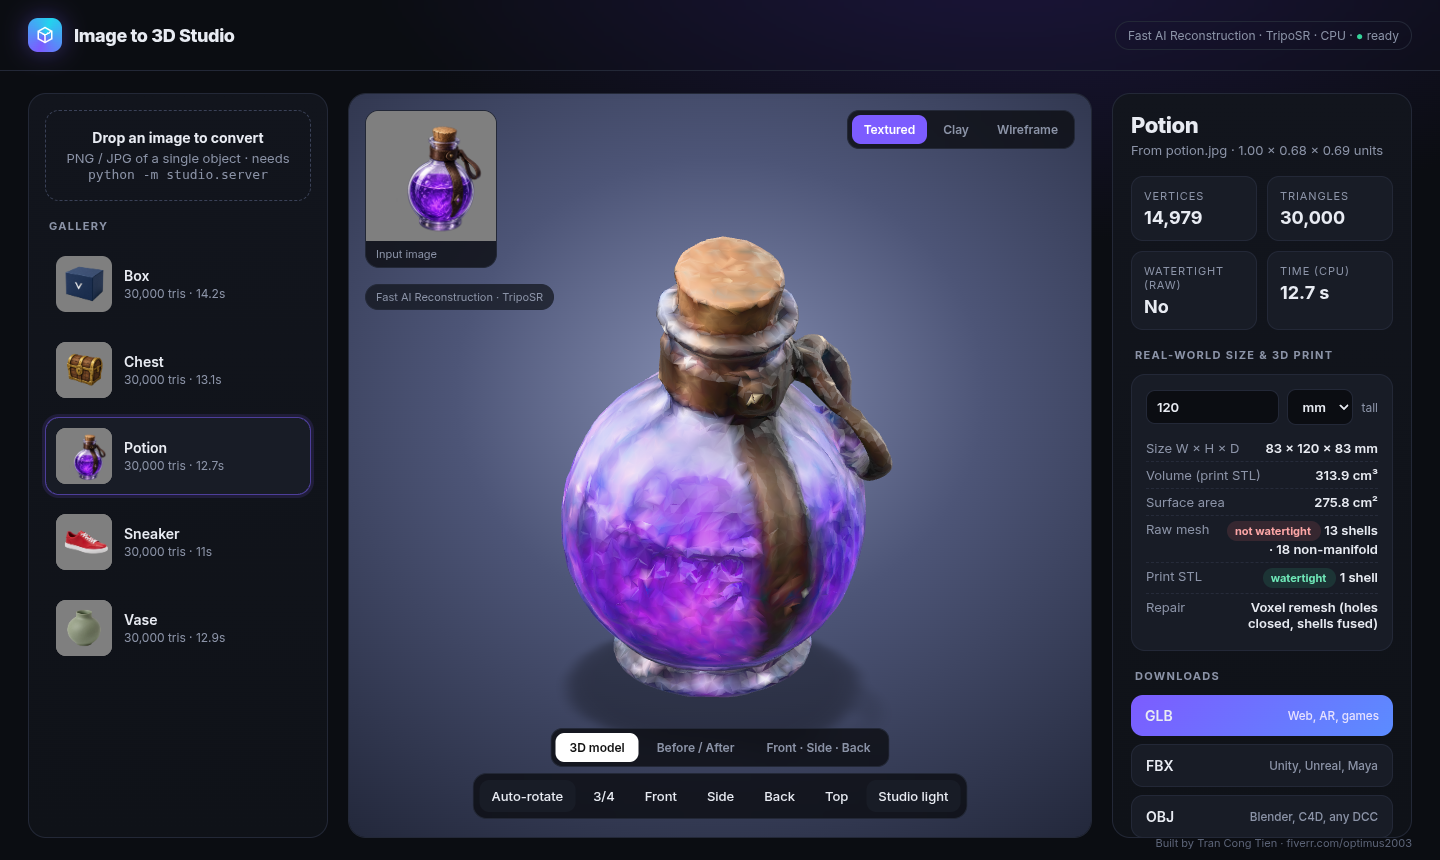 Image to 3D Studio
Fast AI Reconstruction · TripoSR · CPU · ● ready
Drop an image to convert
PNG / JPG of a single object · needs
python -m studio.server
GALLERY
Box
30,000 tris · 14.2s
Chest
30,000 tris · 13.1s
Potion
30,000 tris · 12.7s
Sneaker
30,000 tris · 11s
Vase
30,000 tris · 12.9s
Input image
Fast AI Reconstruction · TripoSR
Textured Clay Wireframe
3D model Before / After Front · Side · Back
Auto-rotate 3/4 Front Side Back Top Studio light
Potion
From potion.jpg · 1.00 × 0.68 × 0.69 units
VERTICES
14,979
TRIANGLES
30,000
WATERTIGHT
(RAW)
No
TIME (CPU)
12.7 s
REAL-WORLD SIZE & 3D PRINT
120 mm tall
Size W × H × D 83 × 120 × 83 mm
Volume (print STL) 313.9 cm³
Surface area 275.8 cm²
Raw mesh not watertight 13 shells
· 18 non-manifold
Print STL watertight 1 shell
Repair Voxel remesh (holes
closed, shells fused)
DOWNLOADS
GLB Web, AR, games
FBX Unity, Unreal, Maya
OBJ Blender, C4D, any DCC
Built by Tran Cong Tien · fiverr.com/optimus2003